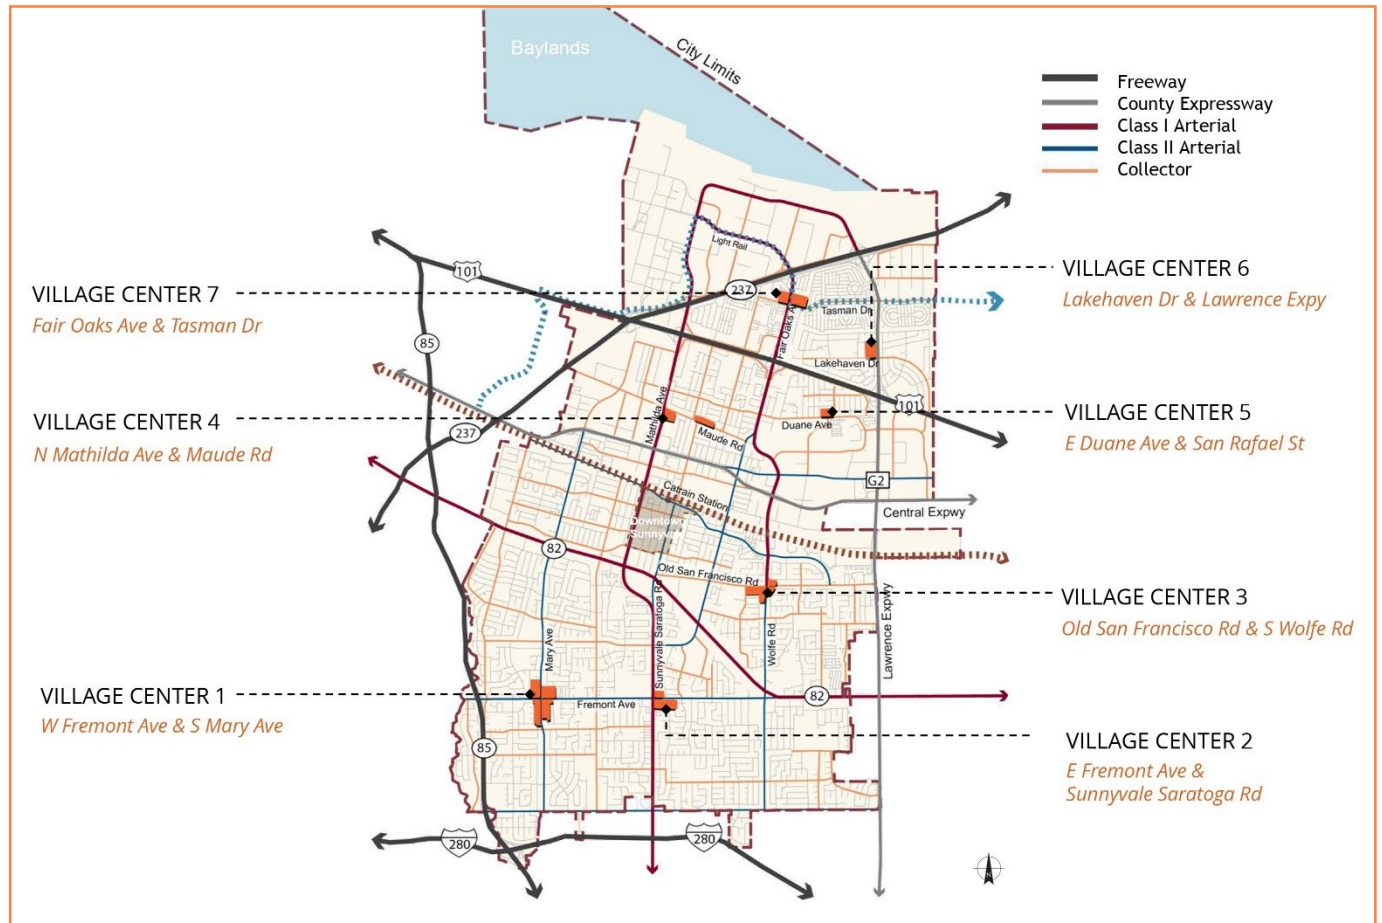 Baylands
City Limits
Freeway
County Expressway
Class I Arterial
Class II Arterial
Collector
Light Rail
101
237
VILLAGE CENTER 7
Fair Oaks Ave & Tasman Dr
VILLAGE CENTER 6
Lakehaven Dr & Lawrence Expy
Tasman Dr
Fair Oaks A
85
Lakehaven Dr
101
VILLAGE CENTER 4
N Mathilda Ave & Maude Rd
237
Mathilda Ave
Maude Rd
Duane Ave
VILLAGE CENTER 5
E Duane Ave & San Rafael St
G2
Catrain Station
Central Expwy
Downtown
Sunnyval
82
Old San Francisco Rd
VILLAGE CENTER 3
Old San Francisco Rd & S Wolfe Rd
Mary Ave
Sunnyvale Saratoga Rd
Wolfe Rd
Lawrence Expwy
VILLAGE CENTER 1
W Fremont Ave & S Mary Ave
Fremont Ave
82
85
VILLAGE CENTER 2
E Fremont Ave &
Sunnyvale Saratoga Rd
280
280
N